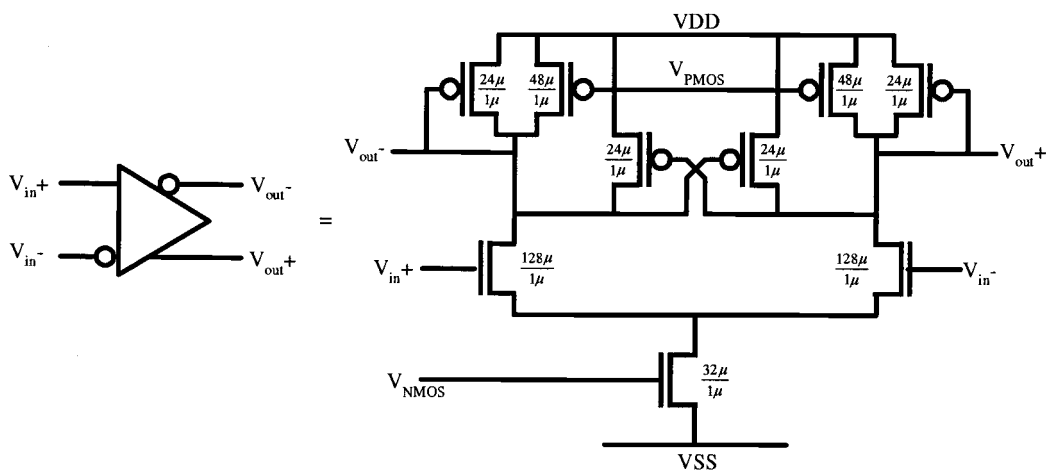 VDD
24μ
1μ
48μ
1μ
V_PMOS
48μ
1μ
24μ
1μ
V_out-
24μ
1μ
24μ
1μ
V_out+
V_in+
V_out-
V_in-
V_out+
=
V_in+
128μ
1μ
128μ
1μ
V_in-
V_NMOS
32μ
1μ
VSS